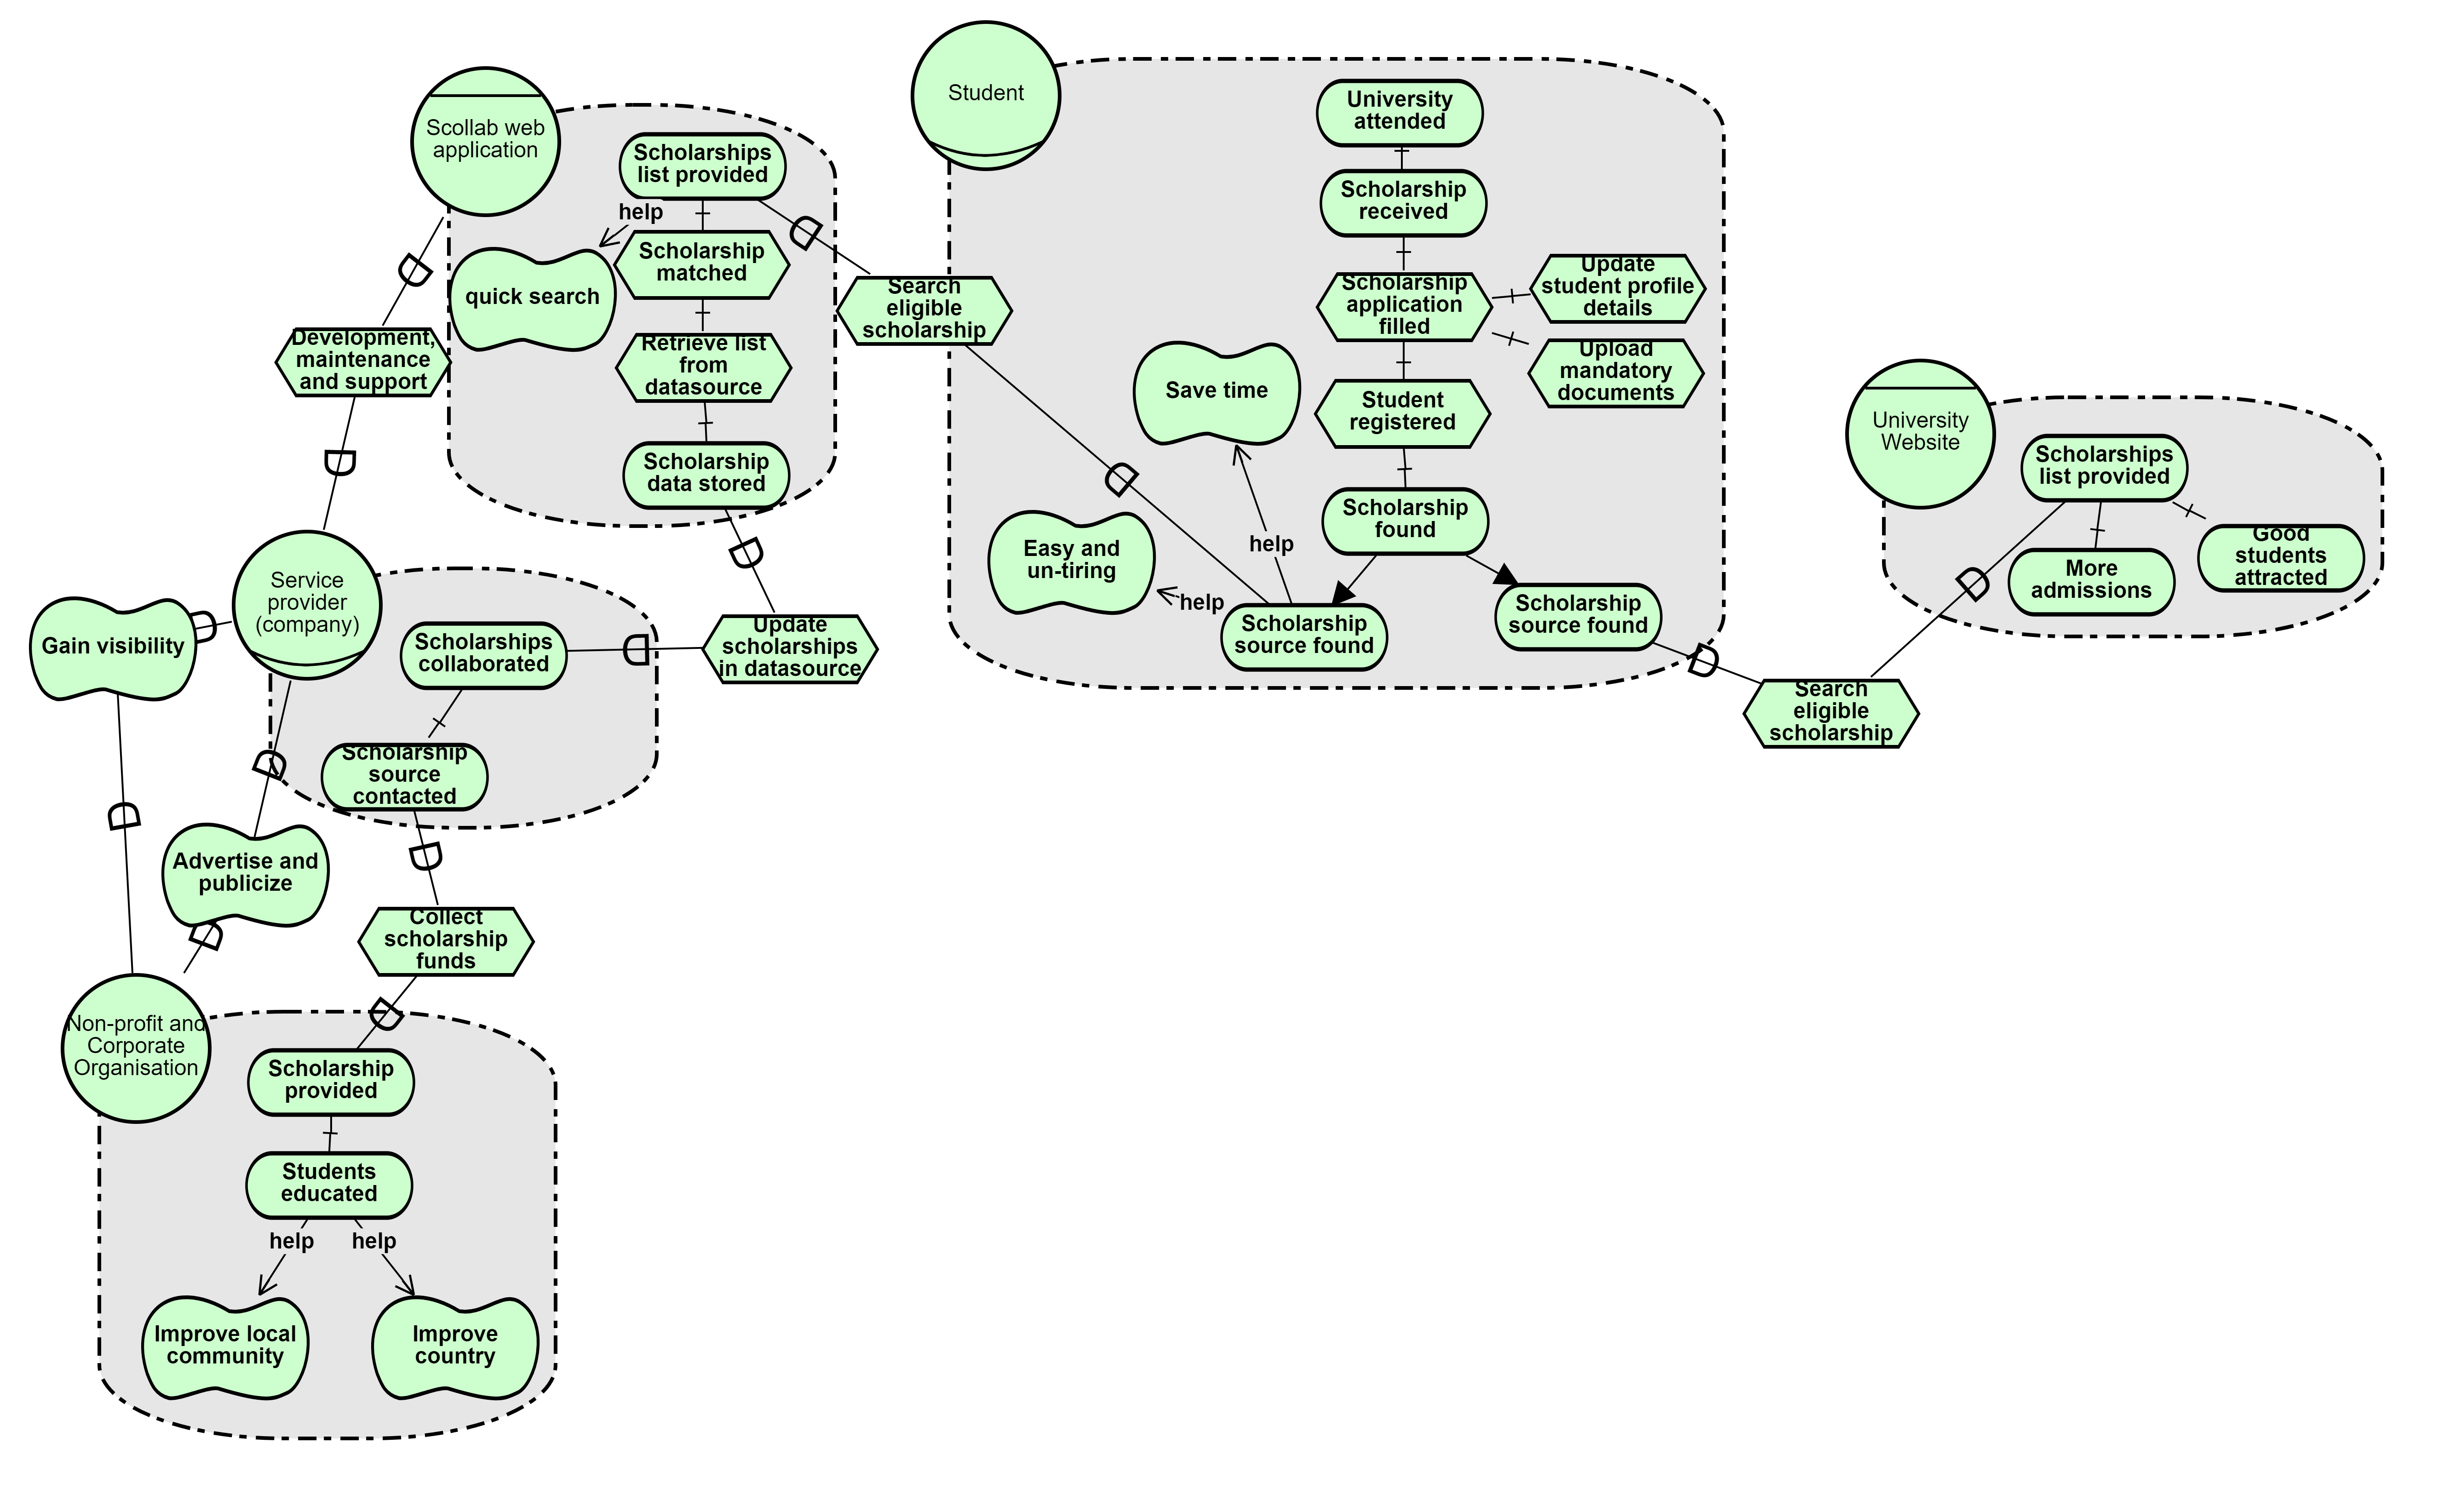 Student
University
attended
Scollab web
application
Scholarships
list provided
Scholarship
received
help
Scholarship
matched
quick search
Search
eligible
scholarship
Scholarship
application
filled
Update
student profile
details
Development,
maintenance
and support
Retrieve list
from
datasource
Upload
mandatory
documents
Save time
Student
registered
University
Website
Scholarships
list provided
Scholarship
data stored
Scholarship
found
Easy and
un-tiring
help
help
Good
students
attracted
More
admissions
Service
provider
(company)
Gain visibility
Scholarships
collaborated
Update
scholarships
in datasource
Scholarship
source found
Scholarship
source found
Search
eligible
scholarship
Scholarship
source
contacted
Advertise and
publicize
Collect
scholarship
funds
Non-profit and
Corporate
Organisation
Scholarship
provided
Students
educated
help
help
Improve local
community
Improve
country